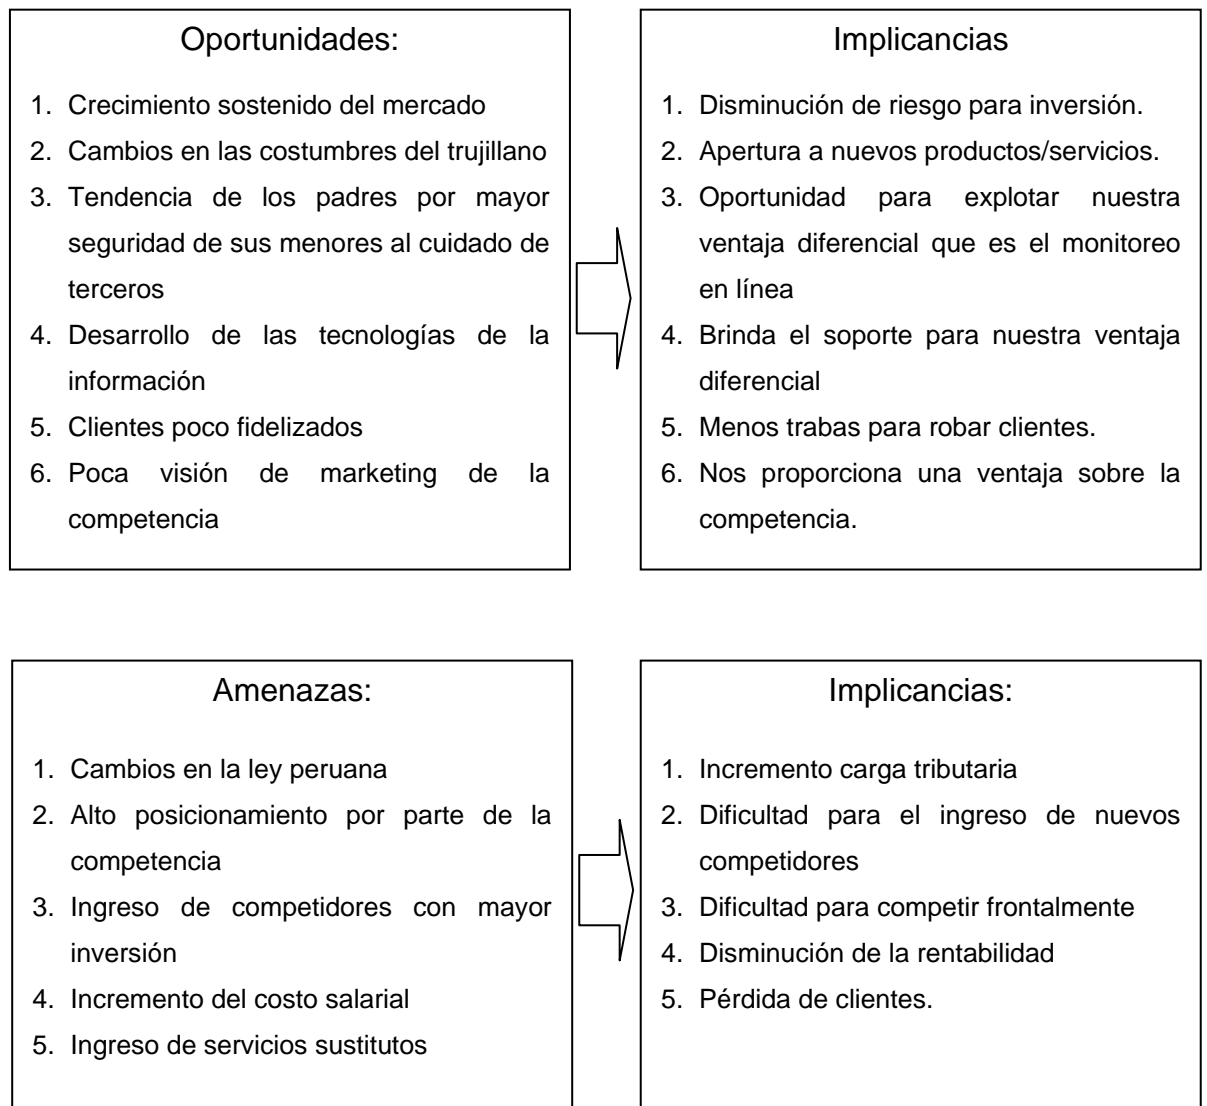 Oportunidades:
1. Crecimiento sostenido del mercado
2. Cambios en las costumbres del trujillano
3. Tendencia de los padres por mayor
seguridad de sus menores al cuidado de
terceros
4. Desarrollo de las tecnologías de la
información
5. Clientes poco fidelizados
6. Poca visión de marketing de la
competencia
Implicancias
1. Disminución de riesgo para inversión.
2. Apertura a nuevos productos/servicios.
3. Oportunidad para explotar nuestra
ventaja diferencial que es el monitoreo
en línea
4. Brinda el soporte para nuestra ventaja
diferencial
5. Menos trabas para robar clientes.
6. Nos proporciona una ventaja sobre la
competencia.
Amenazas:
1. Cambios en la ley peruana
2. Alto posicionamiento por parte de la
competencia
3. Ingreso de competidores con mayor
inversión
4. Incremento del costo salarial
5. Ingreso de servicios sustitutos
Implicancias:
1. Incremento carga tributaria
2. Dificultad para el ingreso de nuevos
competidores
3. Dificultad para competir frontalmente
4. Disminución de la rentabilidad
5. Pérdida de clientes.